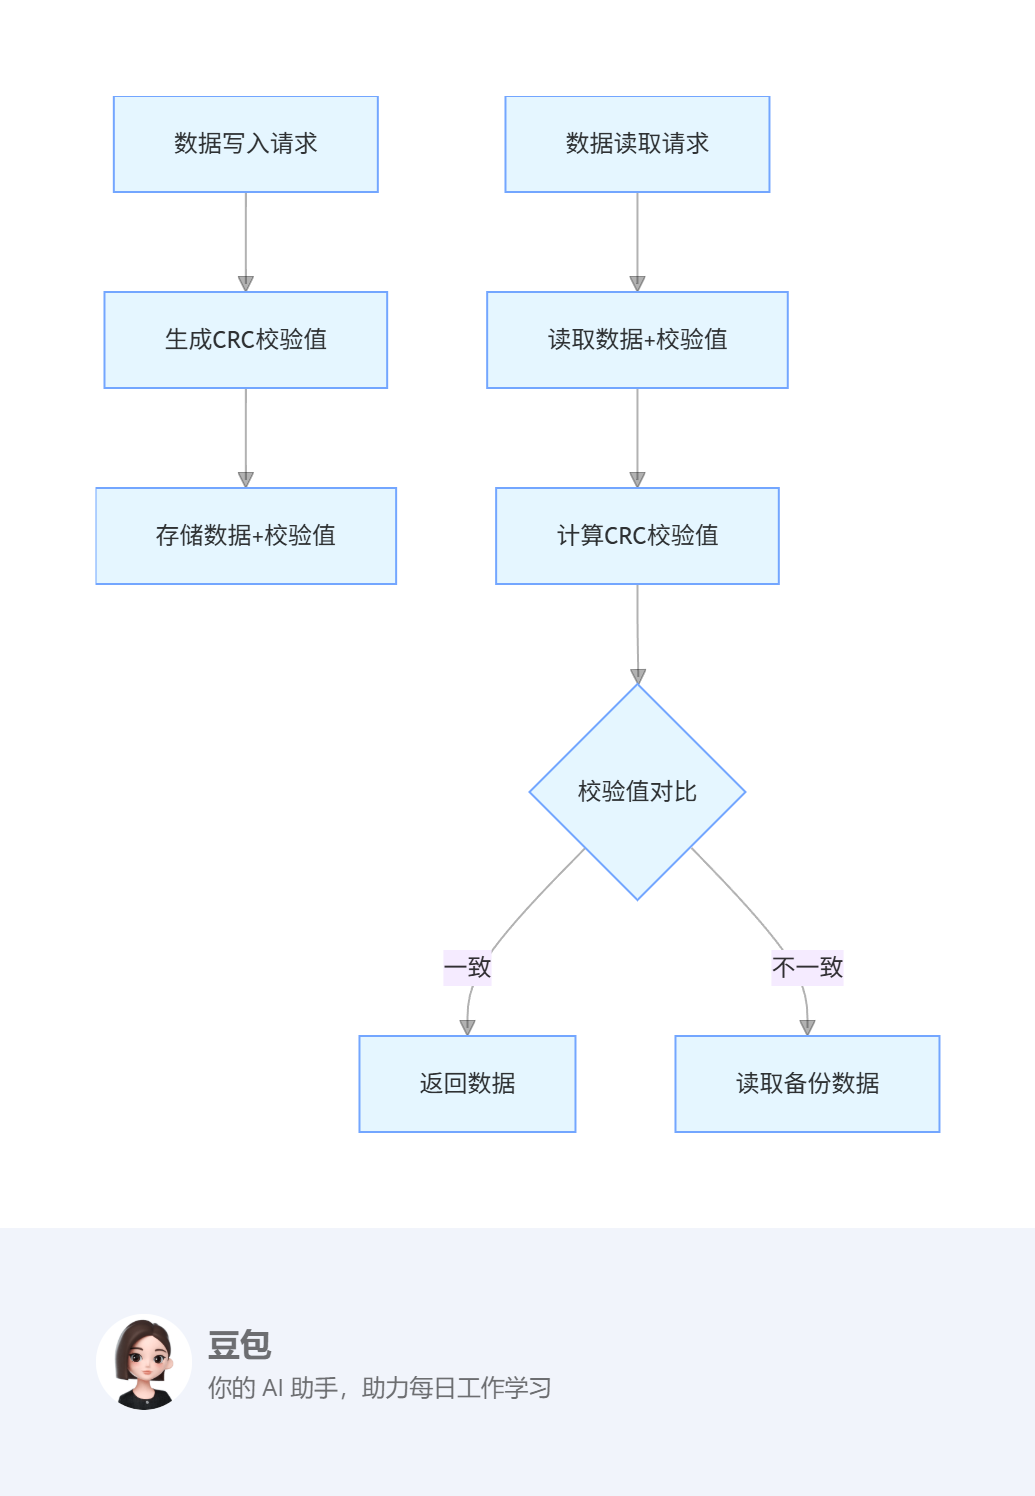 数据写入请求
数据读取请求
生成CRC校验值
读取数据+校验值
存储数据+校验值
计算CRC校验值
校验值对比
一致
不一致
返回数据
读取备份数据
豆包
你的 AI 助手，助力每日工作学习